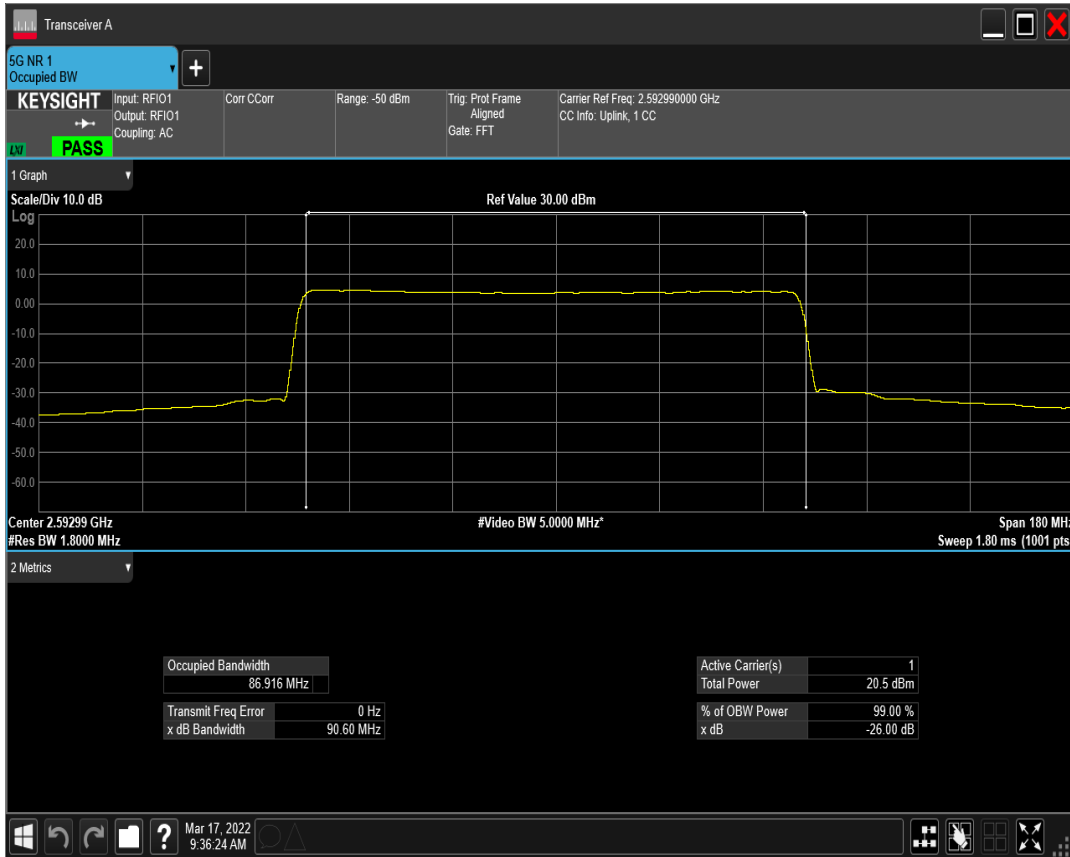 Transceiver A
5G NR 1
Occupied BW
+
KEYSIGHT
LXI
PASS
Input: RFIO1
Output: RFIO1
Coupling: AC
Corr CCorr
Range: -50 dBm
Trig: Prot Frame
Aligned
Gate: FFT
Carrier Ref Freq: 2.592990000 GHz
CC Info: Uplink, 1 CC
1 Graph
Scale/Div 10.0 dB
Ref Value 30.00 dBm
Log
20.0
10.0
0.00
-10.0
-20.0
-30.0
-40.0
-50.0
-60.0
Center 2.59299 GHz
#Video BW 5.0000 MHz*
Span 180 MHz
#Res BW 1.8000 MHz
Sweep 1.80 ms (1001 pts
2 Metrics
Occupied Bandwidth
86.916 MHz
Transmit Freq Error 0 Hz
x dB Bandwidth 90.60 MHz
Active Carrier(s) 1
Total Power 20.5 dBm
% of OBW Power 99.00 %
x dB -26.00 dB
?
Mar 17, 2022
9:36:24 AM